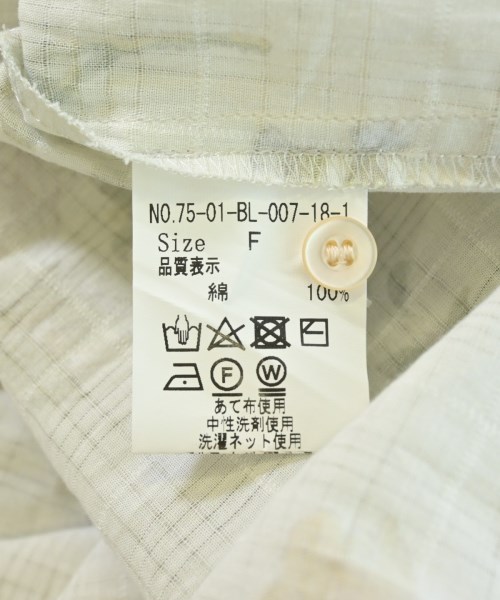 NO.75-01-BL-007-18-1
Size F
品質表示
綿 100%
F W
あて布使用
中性洗剤使用
洗濯ネット使用